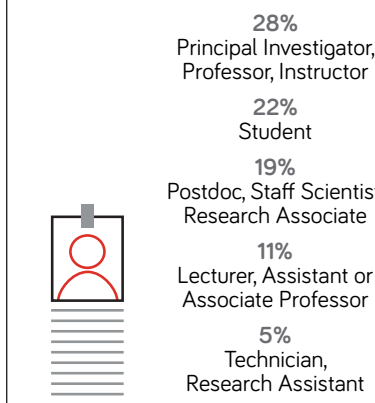 28%
Principal Investigator,
Professor, Instructor
22%
Student
19%
Postdoc, Staff Scientist
Research Associate
11%
Lecturer, Assistant or
Associate Professor
5%
Technician,
Research Assistant